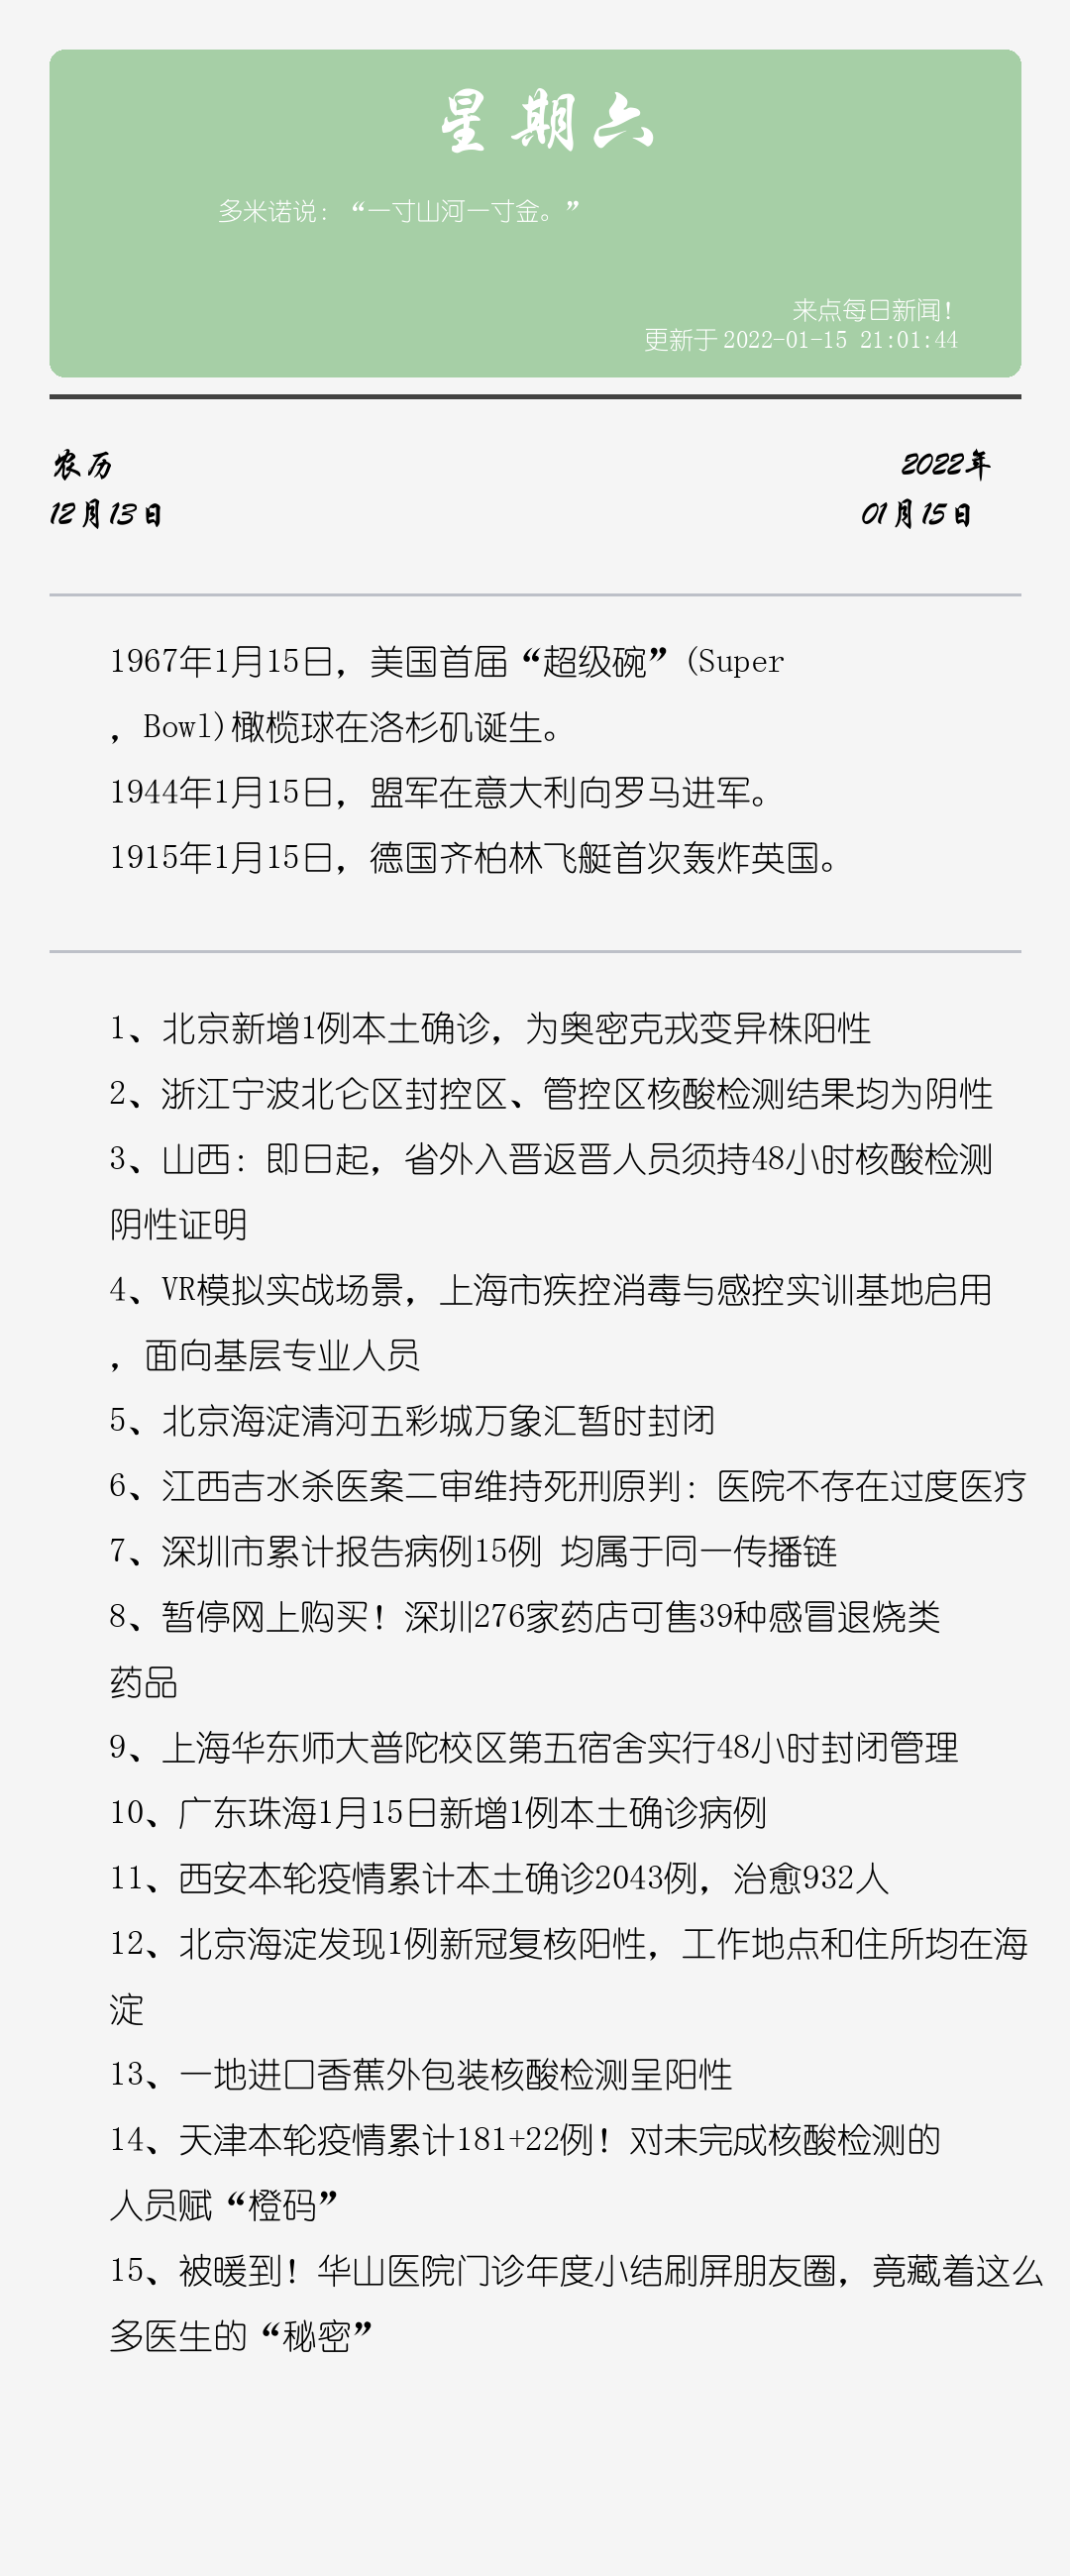 星期六
多米诺说：“一寸山河一寸金。”
来点每日新闻！
更新于 2022-01-15 21:01:44
农历
2022年
12月13日
01月15日
1967年1月15日，美国首届“超级碗”(Super
，Bowl)橄榄球在洛杉矶诞生。
1944年1月15日，盟军在意大利向罗马进军。
1915年1月15日，德国齐柏林飞艇首次轰炸英国。
1、北京新增1例本土确诊，为奥密克戎变异株阳性
2、浙江宁波北仑区封控区、管控区核酸检测结果均为阴性
3、山西：即日起，省外入晋返晋人员须持48小时核酸检测
阴性证明
4、VR模拟实战场景，上海市疾控消毒与感控实训基地启用
，面向基层专业人员
5、北京海淀清河五彩城万象汇暂时封闭
6、江西吉水杀医案二审维持死刑原判：医院不存在过度医疗
7、深圳市累计报告病例15例 均属于同一传播链
8、暂停网上购买！深圳276家药店可售39种感冒退烧类
药品
9、上海华东师大普陀校区第五宿舍实行48小时封闭管理
10、广东珠海1月15日新增1例本土确诊病例
11、西安本轮疫情累计本土确诊2043例，治愈932人
12、北京海淀发现1例新冠复核阳性，工作地点和住所均在海
淀
13、一地进口香蕉外包装核酸检测呈阳性
14、天津本轮疫情累计181+22例！对未完成核酸检测的
人员赋“橙码”
15、被暖到！华山医院门诊年度小结刷屏朋友圈，竟藏着这么
多医生的“秘密”